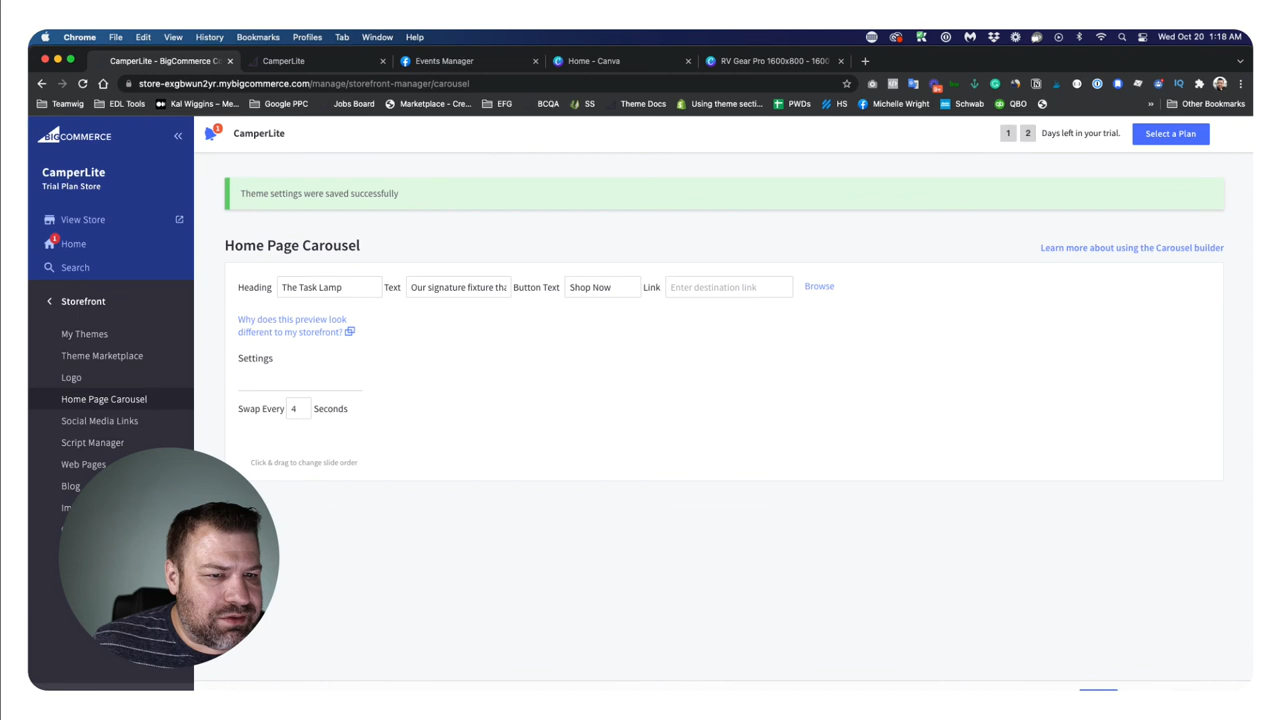 Chrome File Edit View History Bookmarks Profiles Tab Window Help Wed Oct 20 1:18 AM
CamperLite - BigCommerce Co CamperLite Events Manager Home - Canva RV Gear Pro 1600x800 - 1600
store-exgbwun2yr.mybigcommerce.com/manage/storefront-manager/carousel
Teamwig EDL Tools Kal Wiggins – Me... Google PPC Jobs Board Marketplace - Cre... EFG BCQA SS Theme Docs Using theme secti... PWDs HS Michelle Wright Schwab QBO » Other Bookmarks
BIGCOMMERCE «
1 CamperLite 1 2 Days left in your trial. Select a Plan
CamperLite
Trial Plan Store
View Store
1 Home
Search
Storefront
My Themes
Theme Marketplace
Logo
Home Page Carousel
Social Media Links
Script Manager
Web Pages
Blog
Theme settings were saved successfully
Home Page Carousel Learn more about using the Carousel builder
Heading The Task Lamp Text Our signature fixture tha Button Text Shop Now Link Enter destination link Browse
Why does this preview look
different to my storefront?
Settings
Swap Every 4 Seconds
Click & drag to change slide order